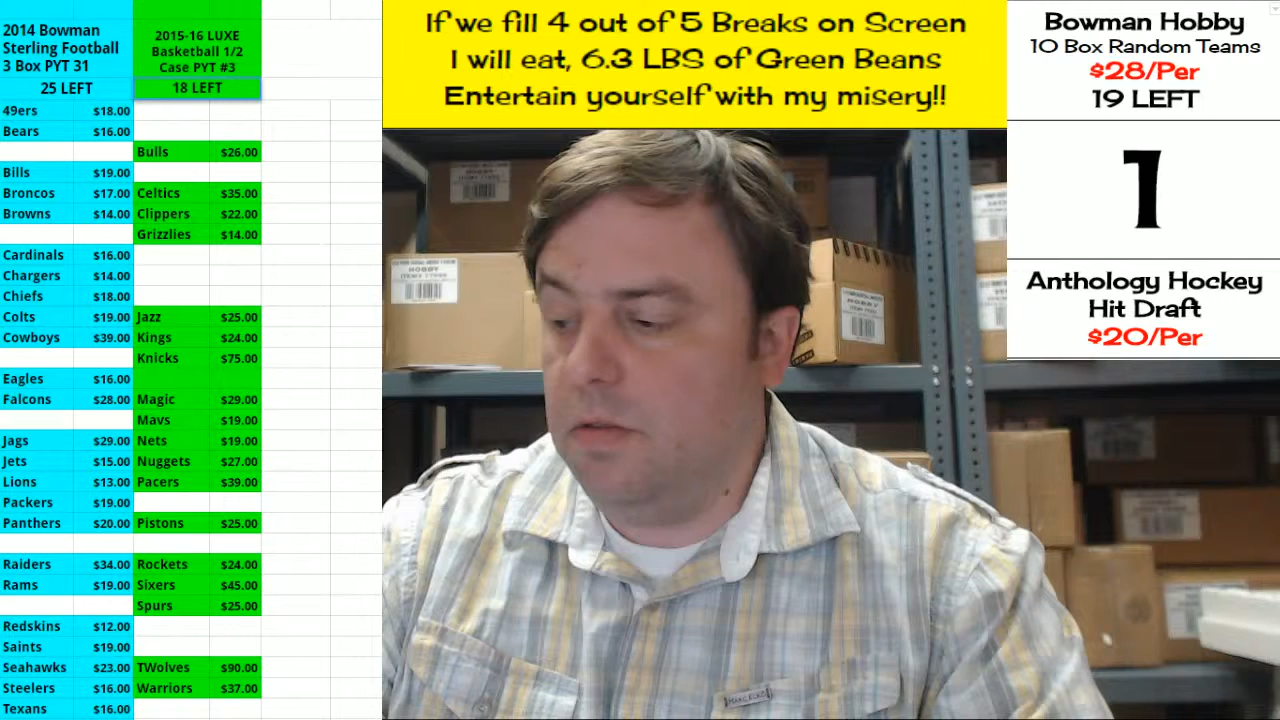 2014 Bowman
Sterling Football
3 Box PYT 31
25 LEFT
49ers $18.00
Bears $16.00
Bills $19.00
Broncos $17.00
Browns $14.00
Cardinals $16.00
Chargers $14.00
Chiefs $18.00
Colts $19.00
Cowboys $39.00
Eagles $16.00
Falcons $28.00
Jags $29.00
Jets $15.00
Lions $13.00
Packers $19.00
Panthers $20.00
Raiders $34.00
Rams $19.00
Redskins $12.00
Saints $19.00
Seahawks $23.00
Steelers $16.00
Texans $16.00
2015-16 LUXE
Basketball 1/2
Case PYT #3
18 LEFT
Bulls $26.00
Celtics $35.00
Clippers $22.00
Grizzlies $14.00
Jazz $25.00
Kings $24.00
Knicks $75.00
Magic $29.00
Mavs $19.00
Nets $19.00
Nuggets $27.00
Pacers $39.00
Pistons $25.00
Rockets $24.00
Sixers $45.00
Spurs $25.00
TWolves $90.00
Warriors $37.00
If we fill 4 out of 5 Breaks on Screen
I will eat, 6.3 LBS of Green Beans
Entertain yourself with my misery!!
HOBBY
Bowman Hobby
10 Box Random Teams
$28/Per
19 LEFT
1
Anthology Hockey
Hit Draft
$20/Per